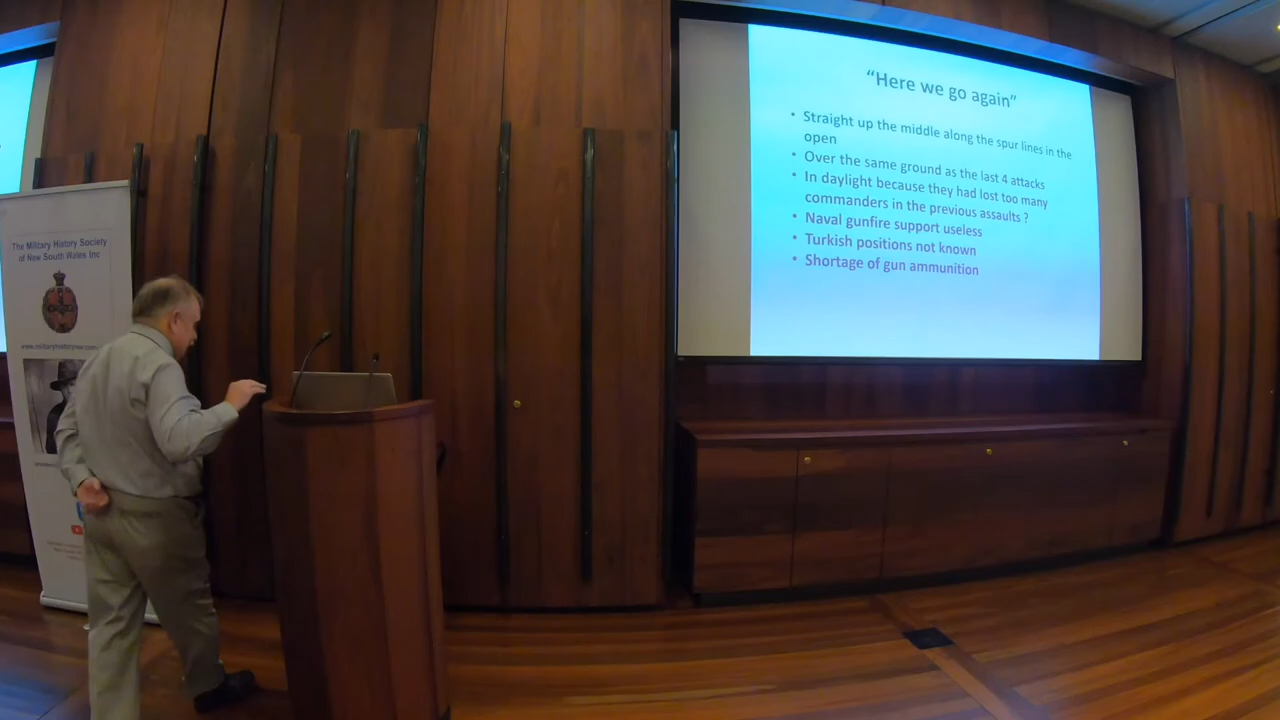 "Here we go again"
• Straight up the middle along the spur lines in the
open
• Over the same ground as the last 4 attacks
• In daylight because they had lost too many
commanders in the previous assaults ?
• Naval gunfire support useless
• Turkish positions not known
• Shortage of gun ammunition
The Military History Society
of New South Wales Inc
www.militaryhistorynsw.com